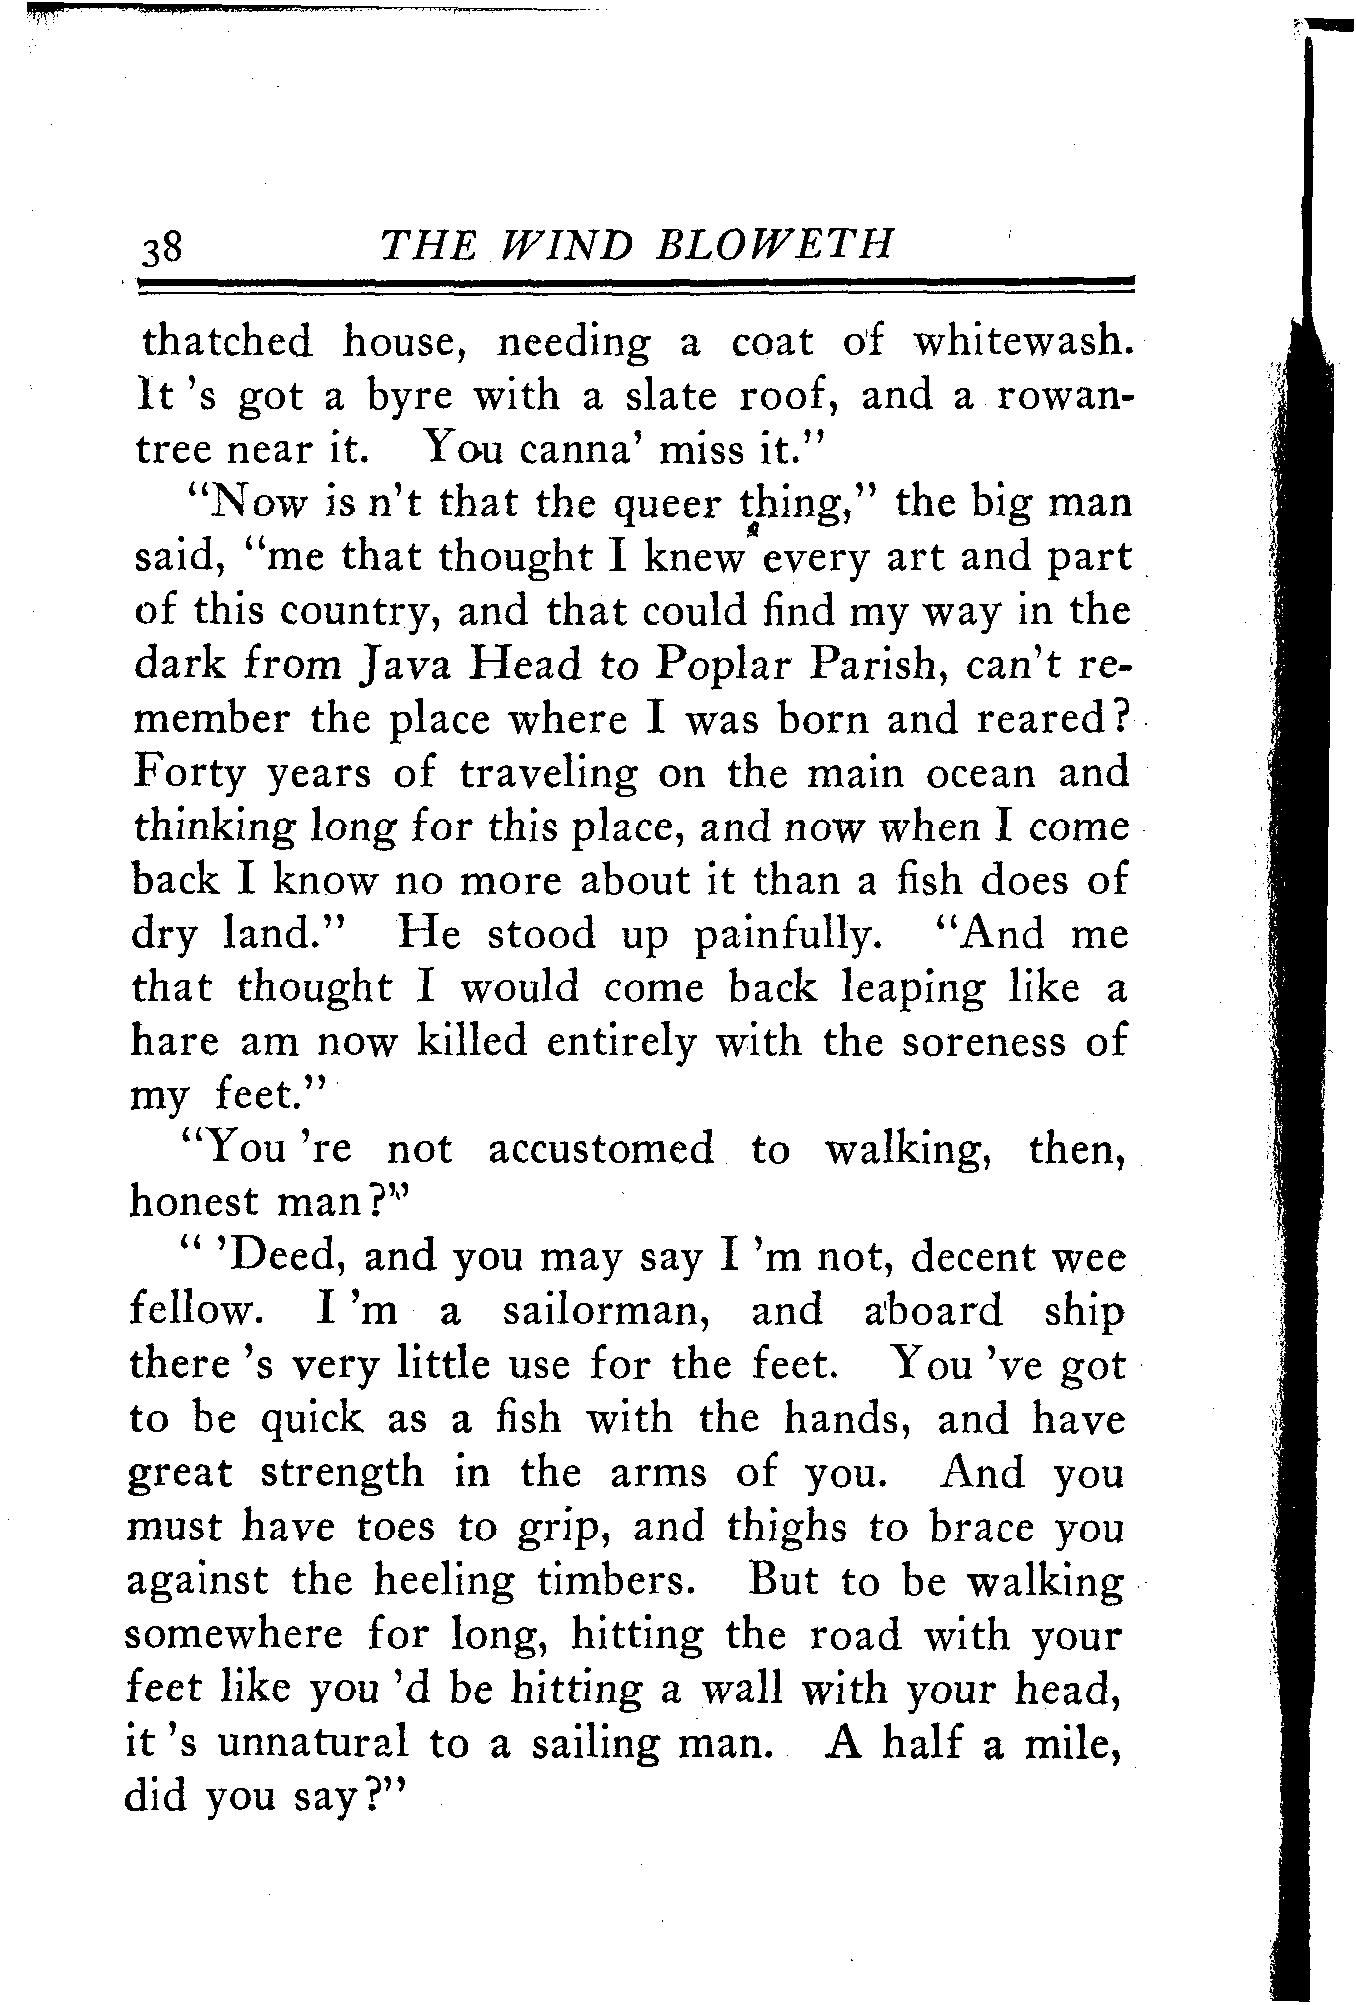 38 THE WIND BLOWETH
thatched house, needing a coat of whitewash.
It 's got a byre with a slate roof, and a rowan-
tree near it. You canna' miss it."
"Now is n't that the queer thing," the big man
said, "me that thought I knew every art and part
of this country, and that could find my way in the
dark from Java Head to Poplar Parish, can't re-
member the place where I was born and reared?
Forty years of traveling on the main ocean and
thinking long for this place, and now when I come
back I know no more about it than a fish does of
dry land." He stood up painfully. "And me
that thought I would come back leaping like a
hare am now killed entirely with the soreness of
my feet."
"You 're not accustomed to walking, then,
honest man?"
" 'Deed, and you may say I 'm not, decent wee
fellow. I 'm a sailorman, and aboard ship
there 's very little use for the feet. You 've got
to be quick as a fish with the hands, and have
great strength in the arms of you. And you
must have toes to grip, and thighs to brace you
against the heeling timbers. But to be walking
somewhere for long, hitting the road with your
feet like you 'd be hitting a wall with your head,
it 's unnatural to a sailing man. A half a mile,
did you say?"